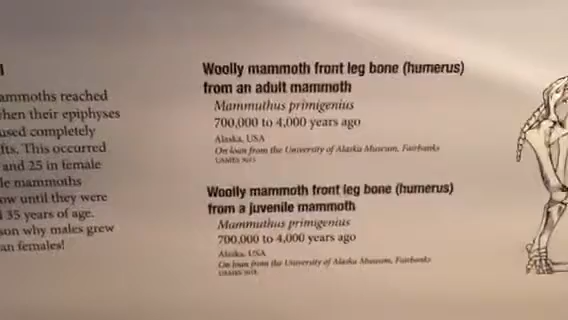 ammoths reached
hen their epiphyses
used completely
fts. This occurred
and 25 in female
le mammoths
ow until they were
35 years of age.
son why males grew
an females!
Woolly mammoth front leg bone (humerus)
from an adult mammoth
Mammuthus primigenius
700,000 to 4,000 years ago
Alaska, USA
On loan from the University of Alaska Museum, Fairbanks
Woolly mammoth front leg bone (humerus)
from a juvenile mammoth
Mammuthus primigenius
700,000 to 4,000 years ago
Alaska, USA
On loan from the University of Alaska Museum, Fairbanks